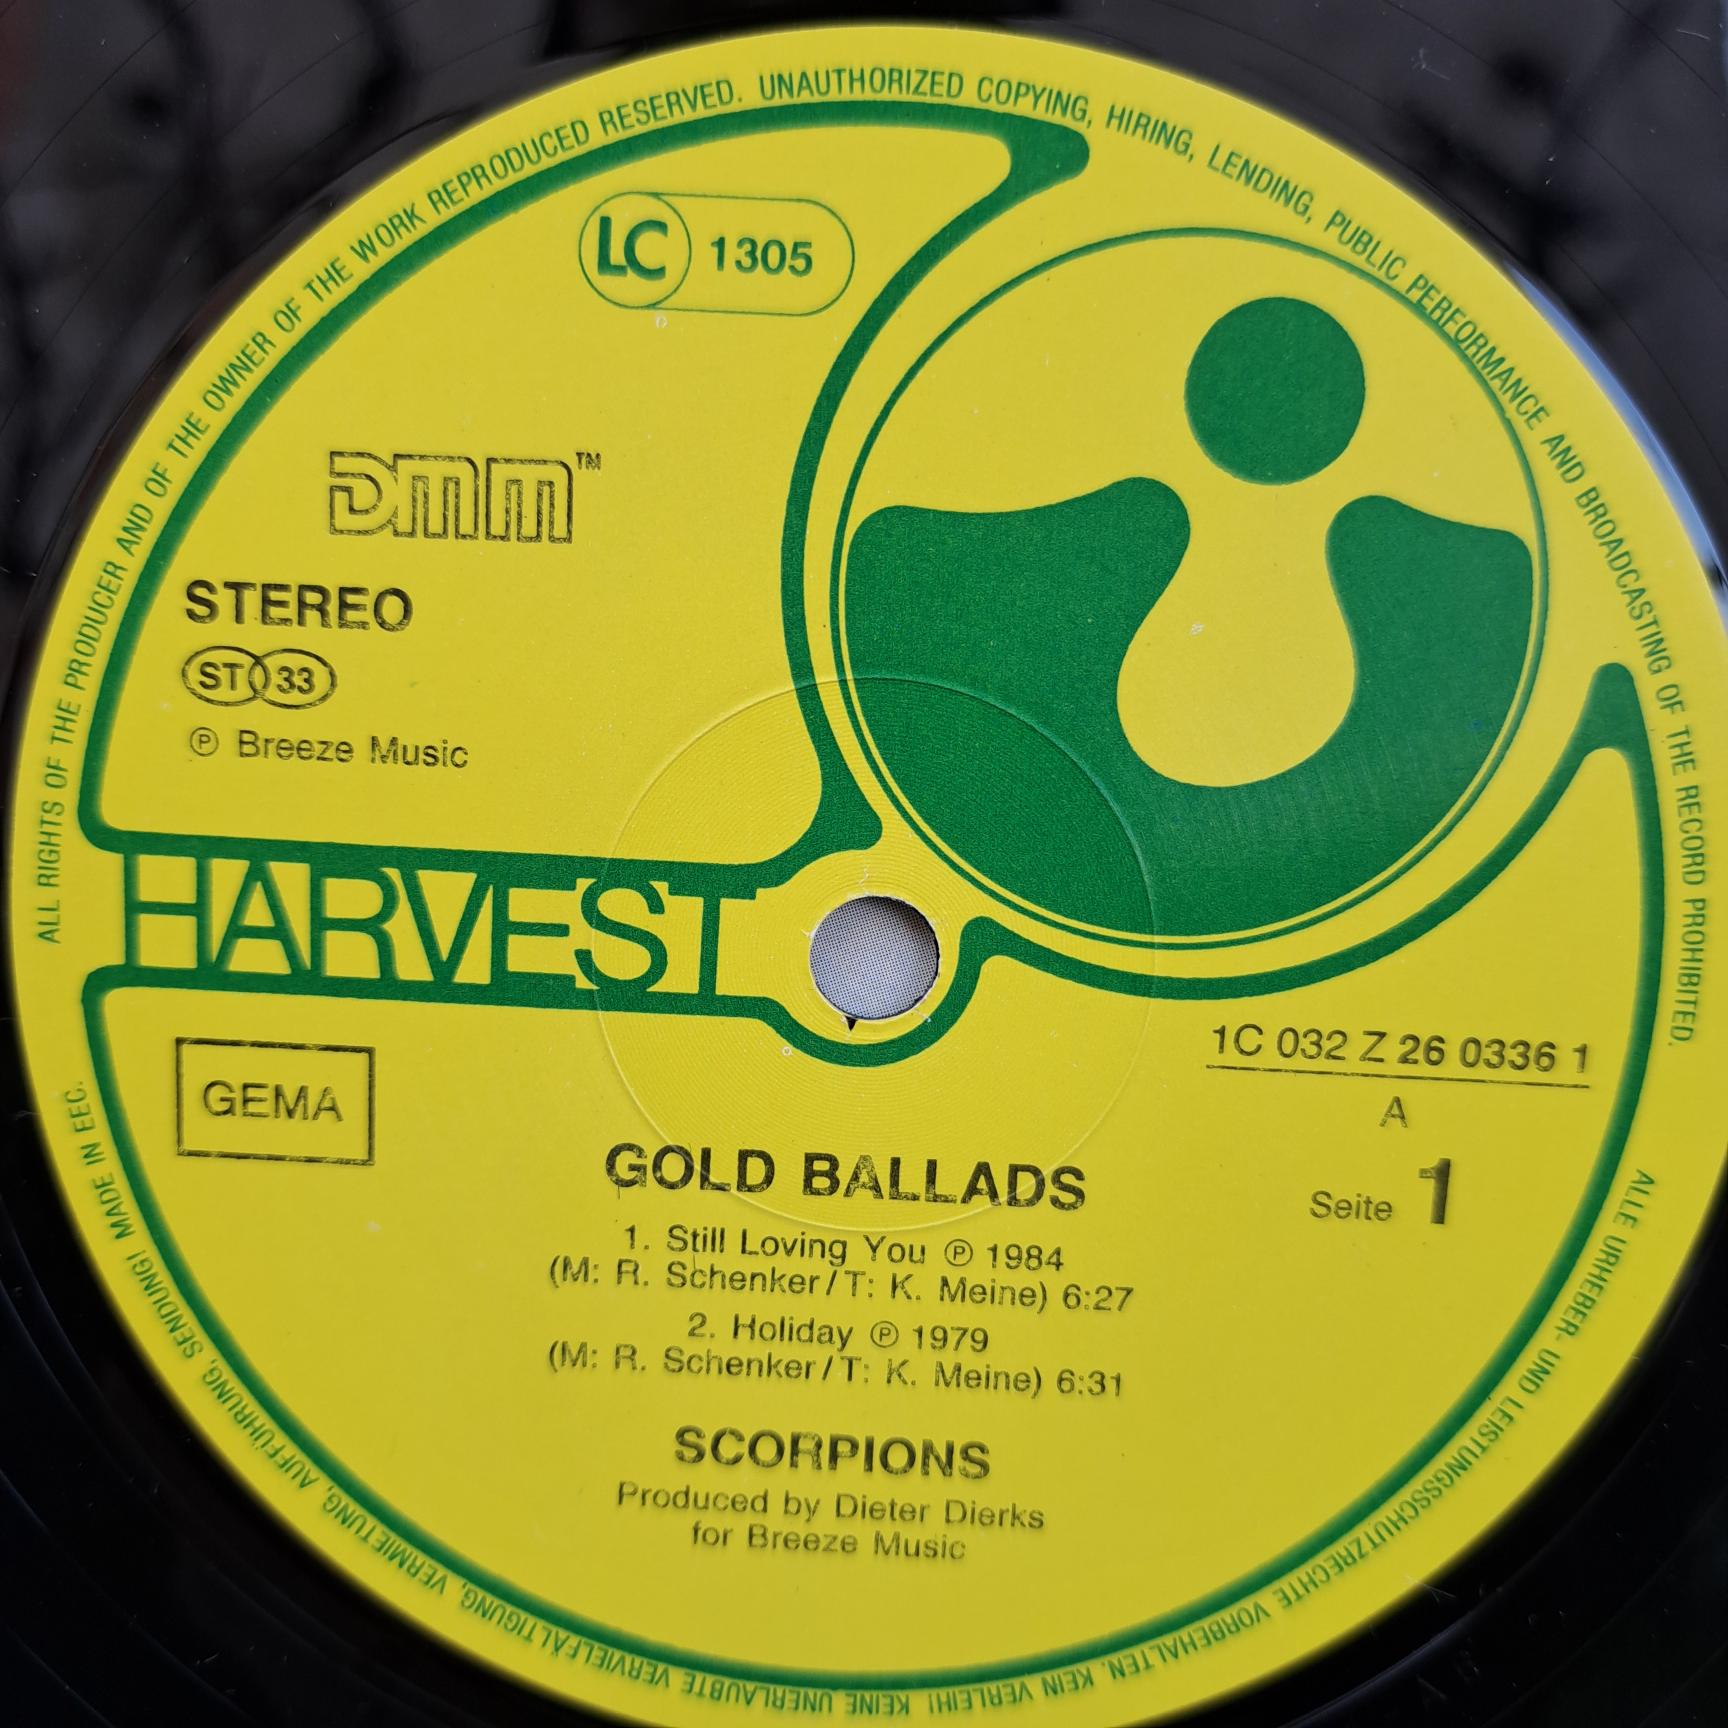 ALL RIGHTS OF THE PRODUCER AND OF THE OWNER OF THE WORK REPRODUCED RESERVED. UNAUTHORIZED COPYING, HIRING, LENDING, PUBLIC PERFORMANCE AND BROADCASTING OF THE RECORD PROHIBITED.
LC 1305
DMM™
STEREO
ST 33
℗ Breeze Music
HARVEST
GEMA
1C 032 Z 26 0336 1
A
Seite 1
GOLD BALLADS
1. Still Loving You ℗ 1984
(M: R. Schenker/T: K. Meine) 6:27
2. Holiday ℗ 1979
(M: R. Schenker/T: K. Meine) 6:31
SCORPIONS
Produced by Dieter Dierks
for Breeze Music
ALLE URHEBER- UND LEISTUNGSSCHUTZRECHTE VORBEHALTEN. KEIN VERLEIH! KEINE UNERLAUBTE VERVIELFÄLTIGUNG, VERMIETUNG, AUFFÜHRUNG, SENDUNG! MADE IN EEC.